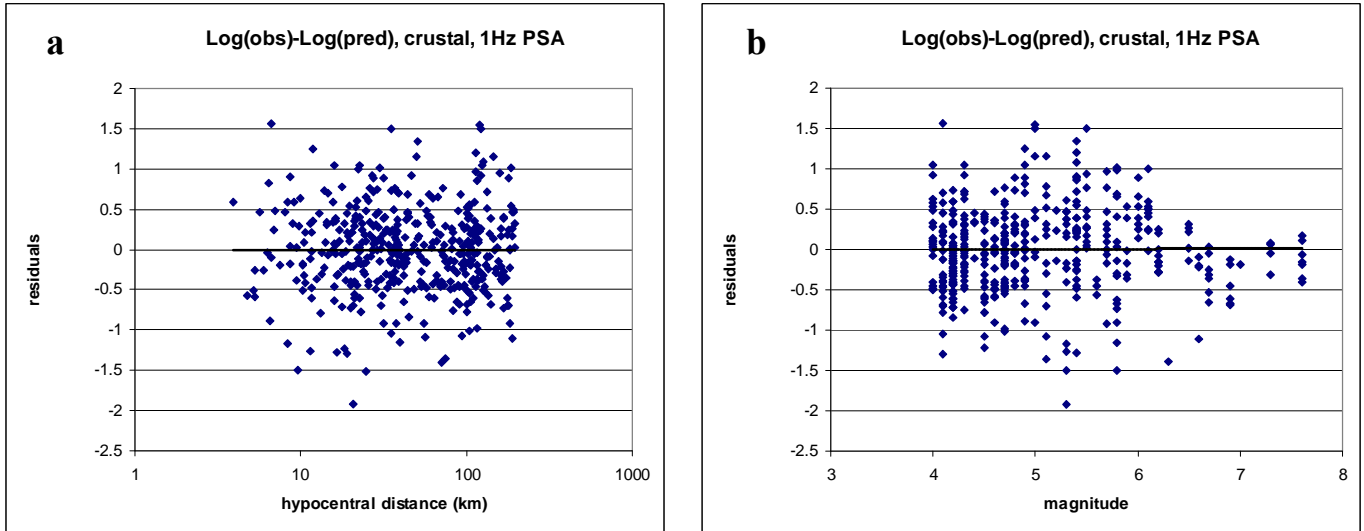 a
Log(obs)-Log(pred), crustal, 1Hz PSA
2
1.5
1
0.5
0
-0.5
-1
-1.5
-2
-2.5
residuals
1 10 100 1000
hypocentral distance (km)
b
Log(obs)-Log(pred), crustal, 1Hz PSA
2
1.5
1
0.5
0
-0.5
-1
-1.5
-2
-2.5
residuals
3 4 5 6 7 8
magnitude